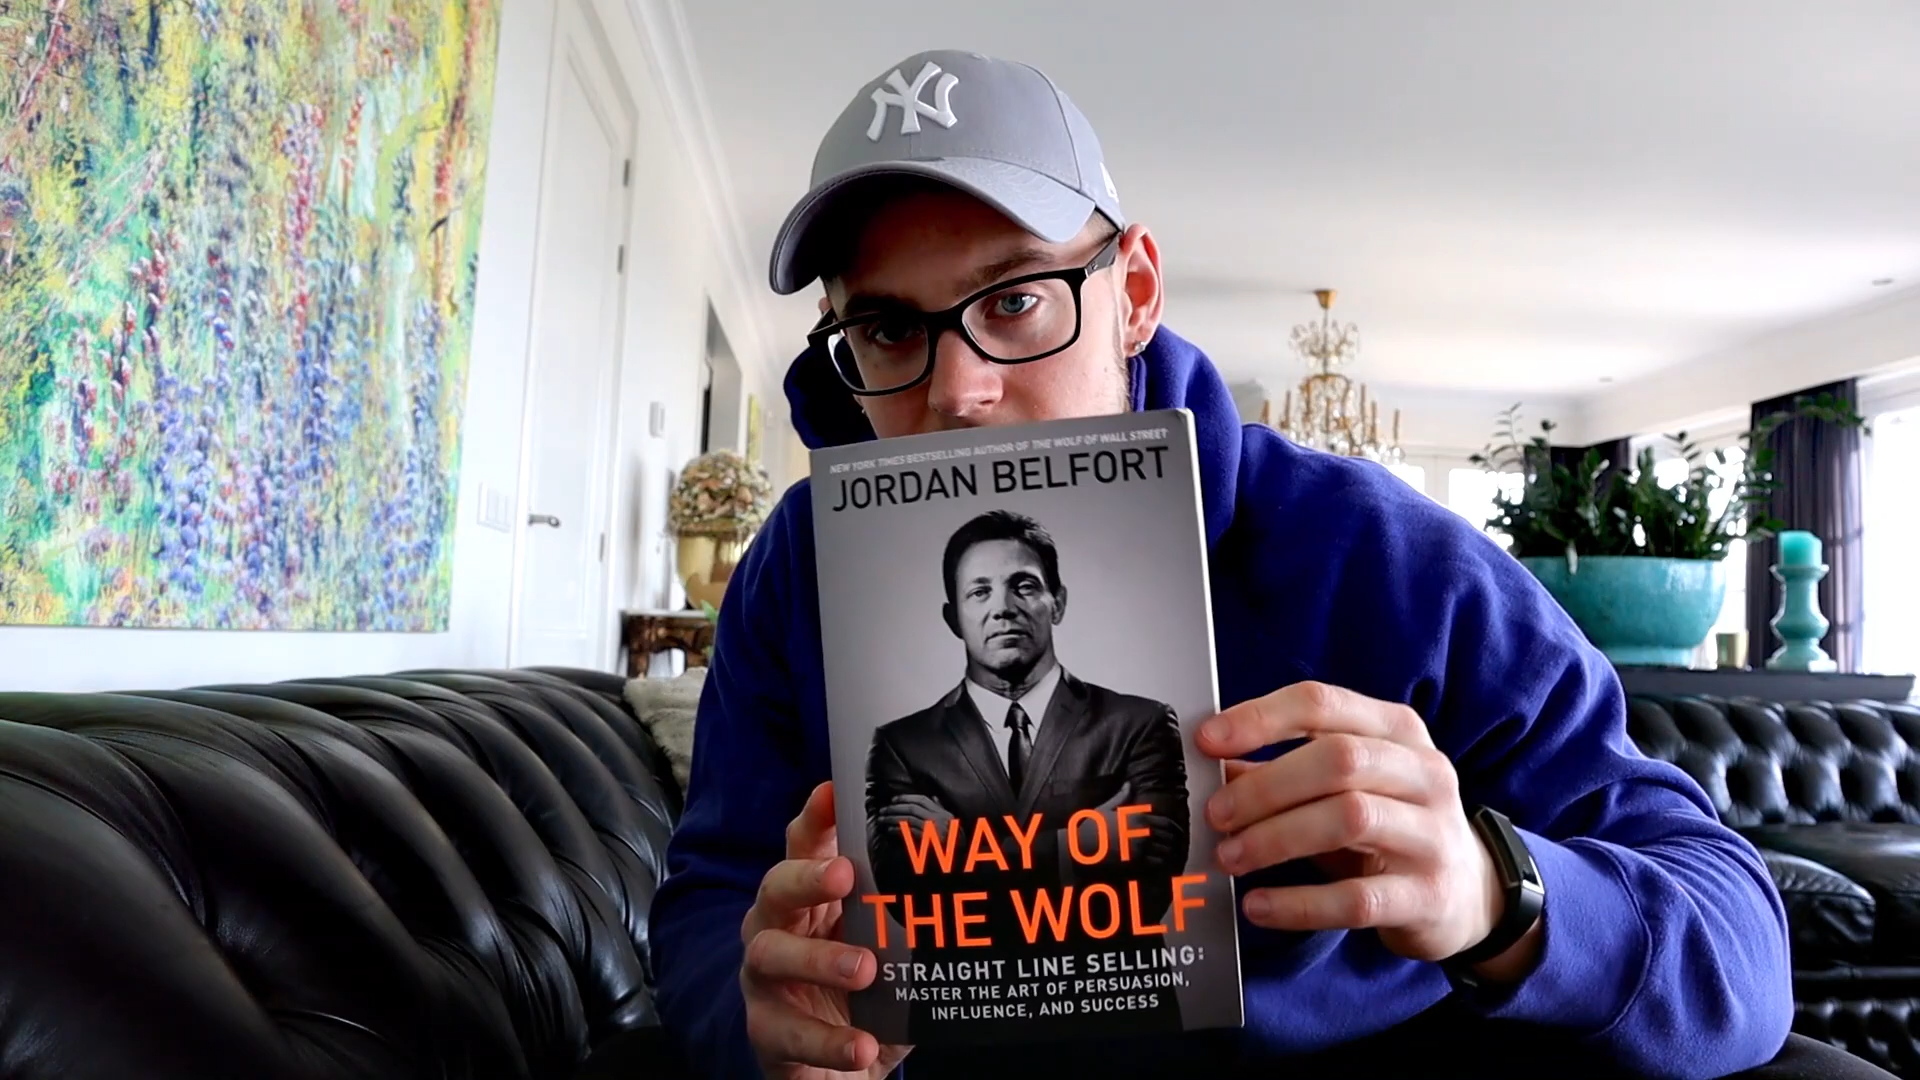 NY
NEW YORK TIMES BESTSELLING AUTHOR OF THE WOLF OF WALL STREET
JORDAN BELFORT
WAY OF
THE WOLF
STRAIGHT LINE SELLING:
MASTER THE ART OF PERSUASION,
INFLUENCE, AND SUCCESS